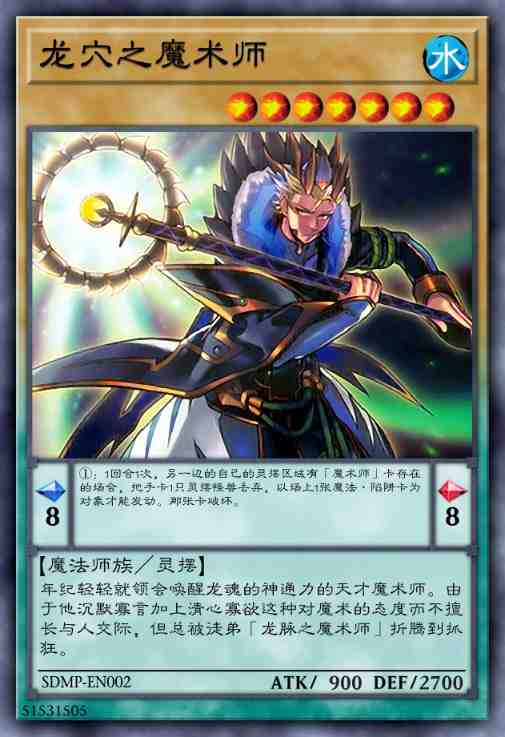 龙穴之魔术师
水
①：1回合1次，另一边的自己的灵摆区域有「魔术师」卡存在
的场合，把手卡1只灵摆怪兽丢弃，以场上1张魔法·陷阱卡为
对象才能发动。那张卡破坏。
8
8
【魔法师族／灵摆】
年纪轻轻就领会唤醒龙魂的神通力的天才魔术师。由
于他沉默寡言加上清心寡欲这种对魔术的态度而不擅
长与人交际，但总被徒弟「龙脉之魔术师」折腾到抓
狂。
SDMP-EN002
ATK/ 900 DEF/2700
51531505